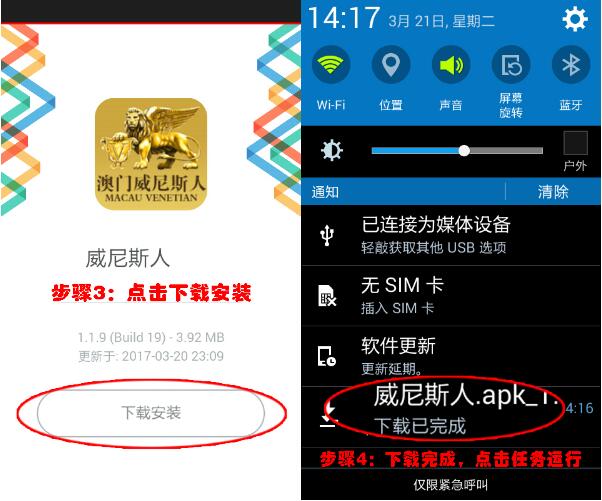 澳门威尼斯人
MACAU VENETIAN
威尼斯人
步骤3：点击下载安装
1.1.9 (Build 19) - 3.92 MB
更新于: 2017-03-20 23:09
下载安装
14:17 3月 21日, 星期二
Wi-Fi 位置 声音 屏幕旋转 蓝牙
户外
通知 清除
已连接为媒体设备
轻敲获取其他 USB 选项
无 SIM 卡
插入 SIM 卡
软件更新
更新延期。
威尼斯人.apk_1.
4:16
下载已完成
步骤4：下载完成，点击任务运行
仅限紧急呼叫